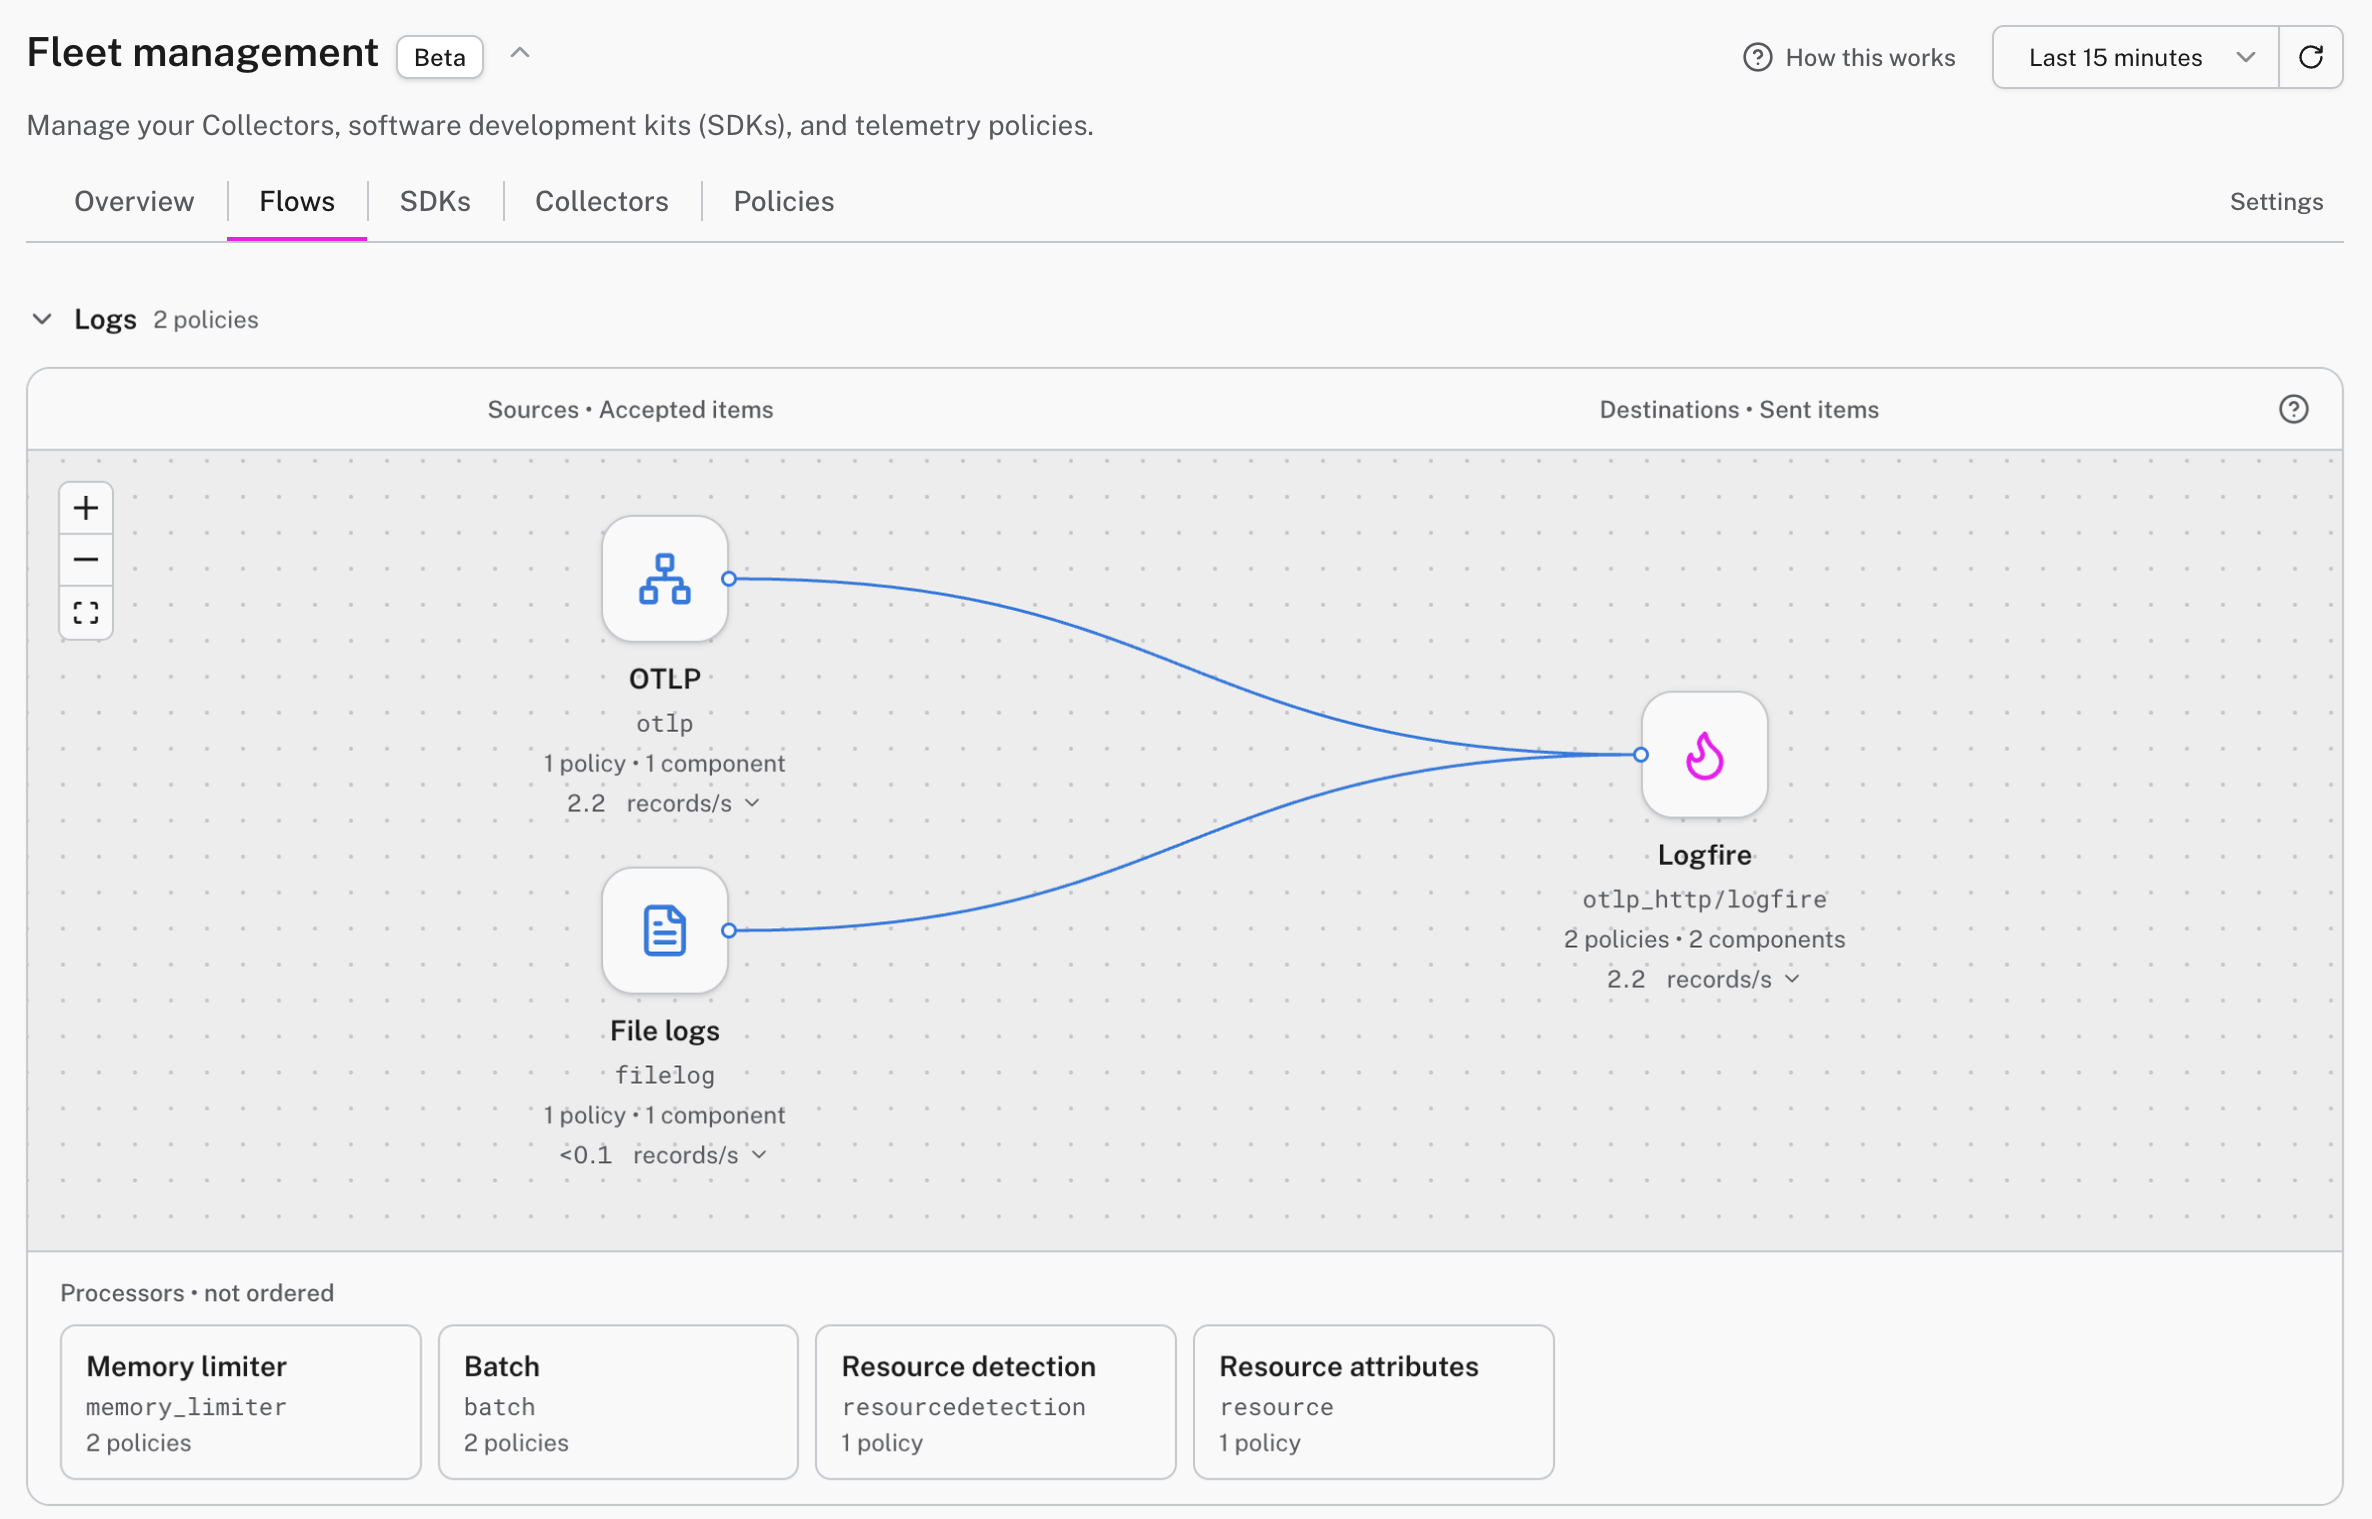 Fleet management Beta
How this works
Last 15 minutes
Manage your Collectors, software development kits (SDKs), and telemetry policies.
Overview Flows SDKs Collectors Policies Settings
Logs 2 policies
Sources • Accepted items
Destinations • Sent items
OTLP
otlp
1 policy • 1 component
2.2 records/s
File logs
filelog
1 policy • 1 component
<0.1 records/s
Logfire
otlp_http/logfire
2 policies • 2 components
2.2 records/s
Processors • not ordered
Memory limiter
memory_limiter
2 policies
Batch
batch
2 policies
Resource detection
resourcedetection
1 policy
Resource attributes
resource
1 policy